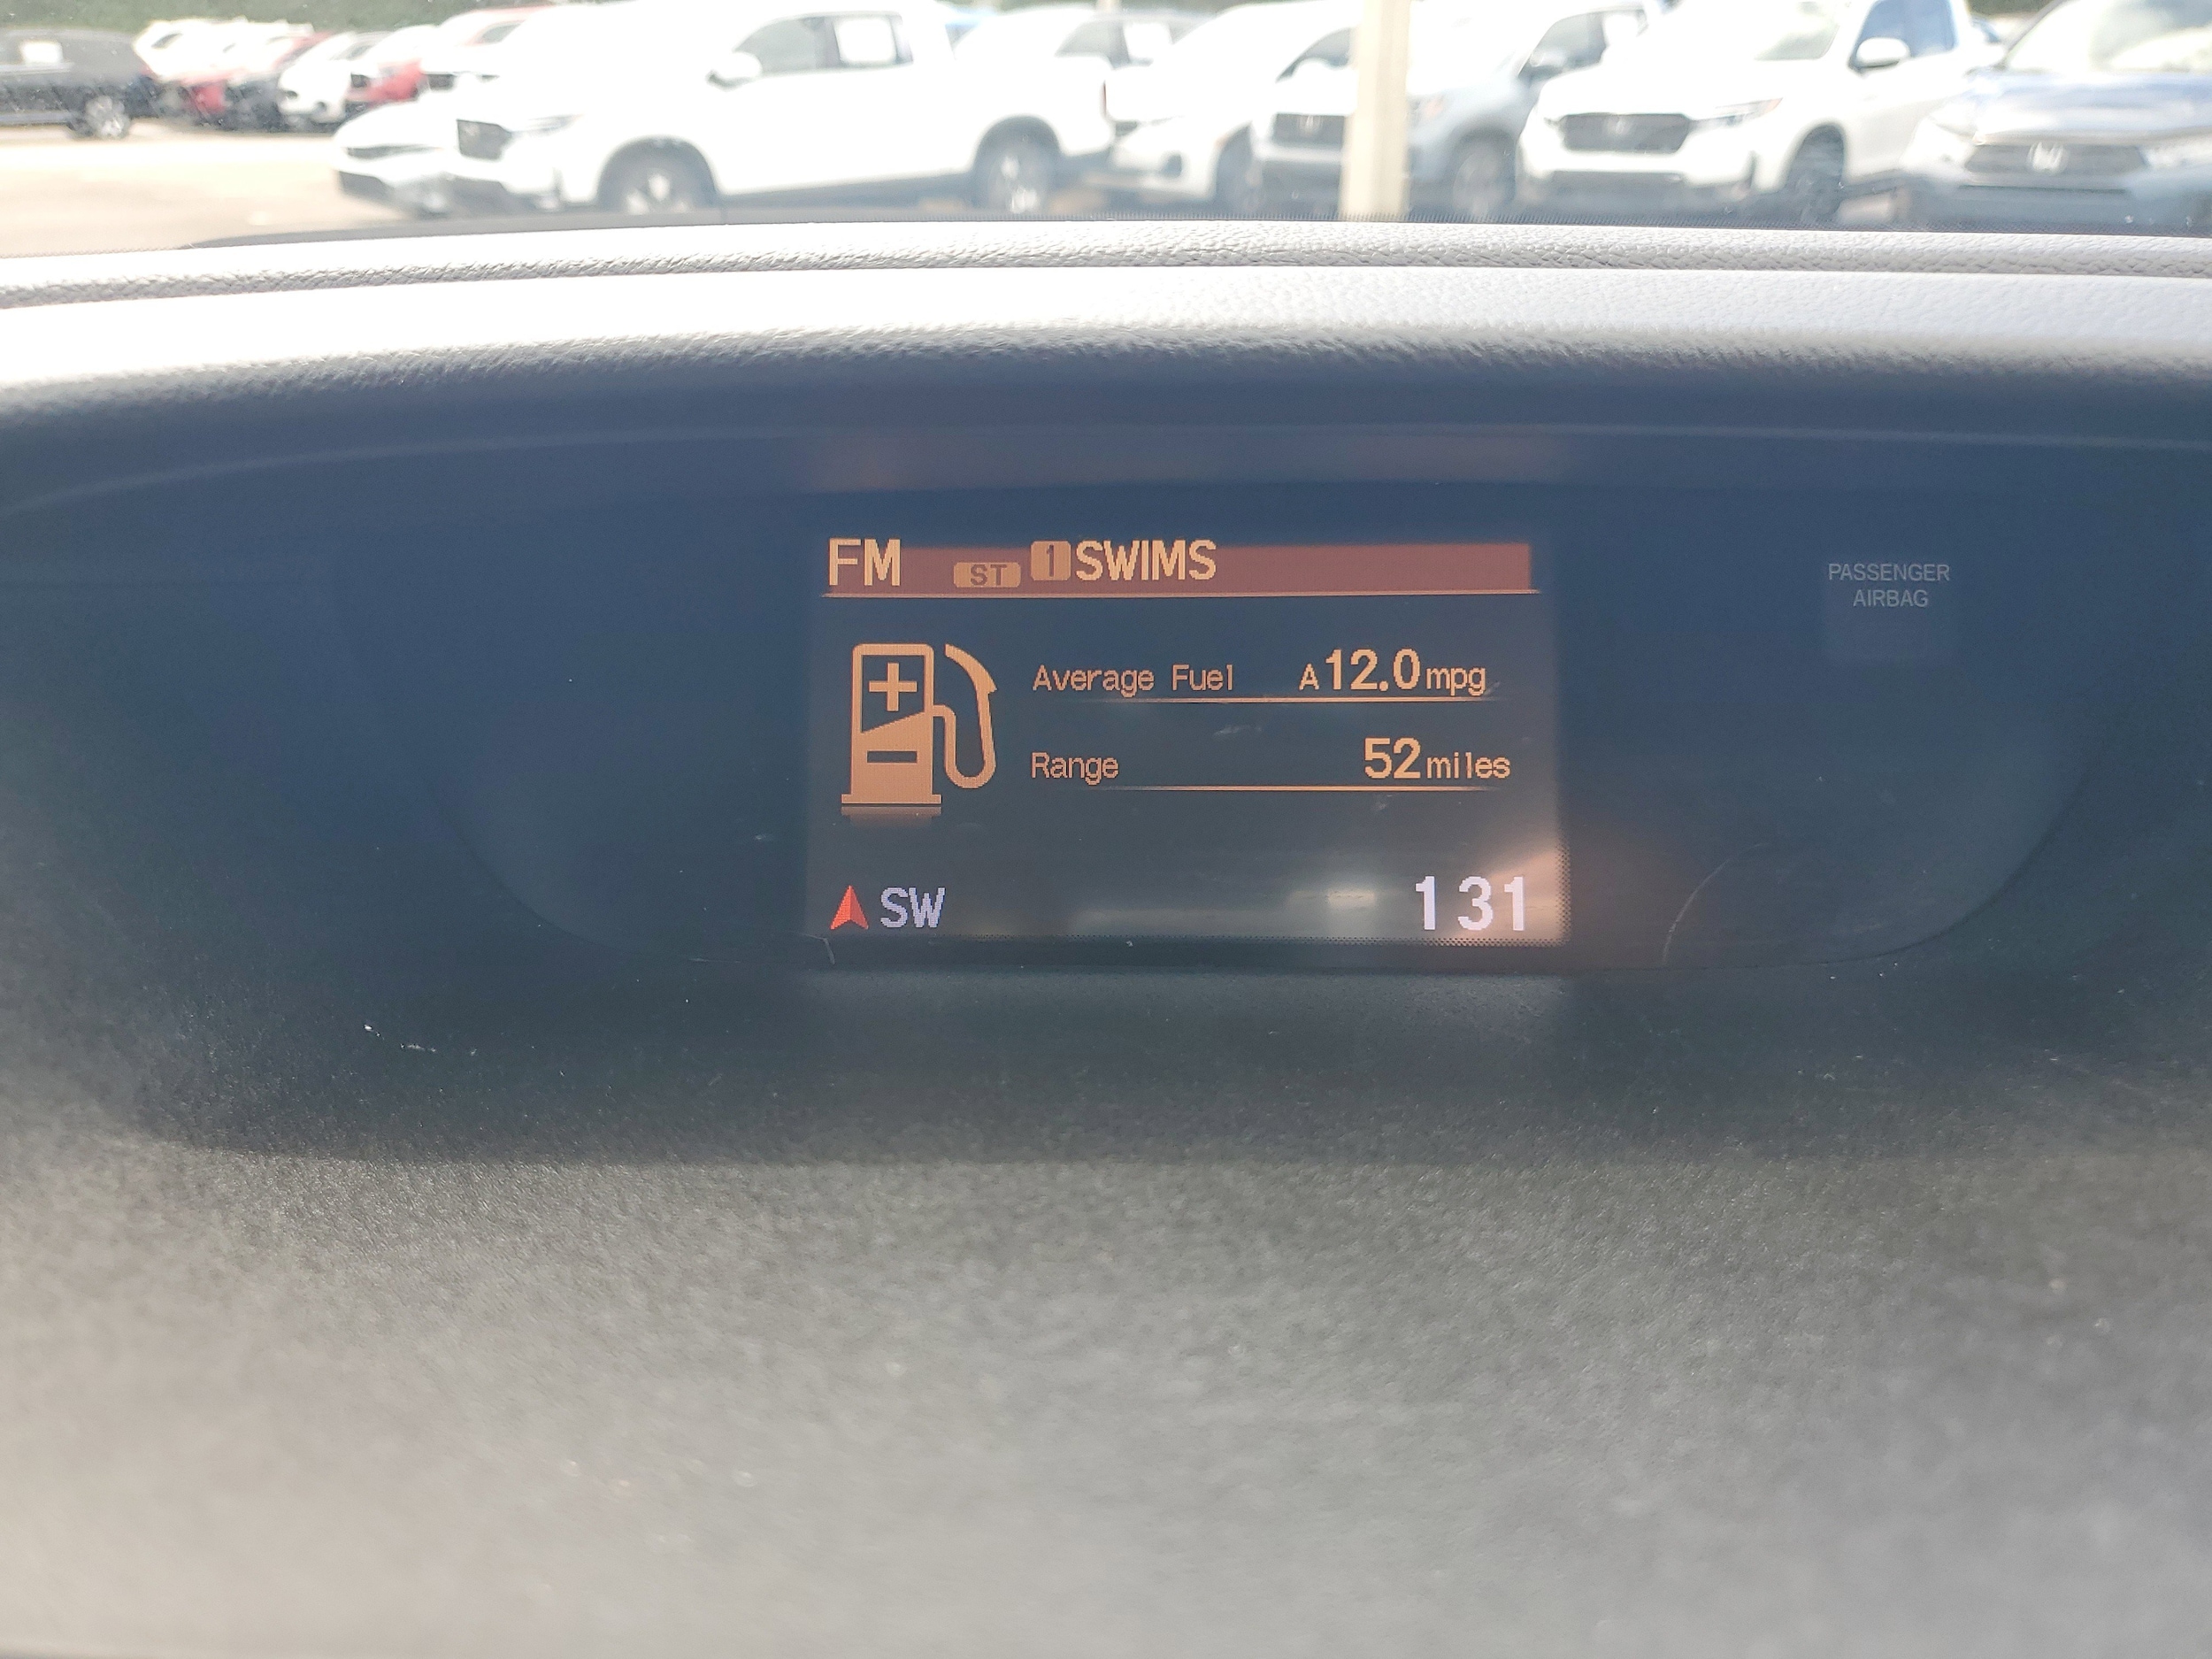 FM ST 1 SWIMS
Average Fuel A12.0mpg
Range 52miles
SW 131
PASSENGER
AIRBAG